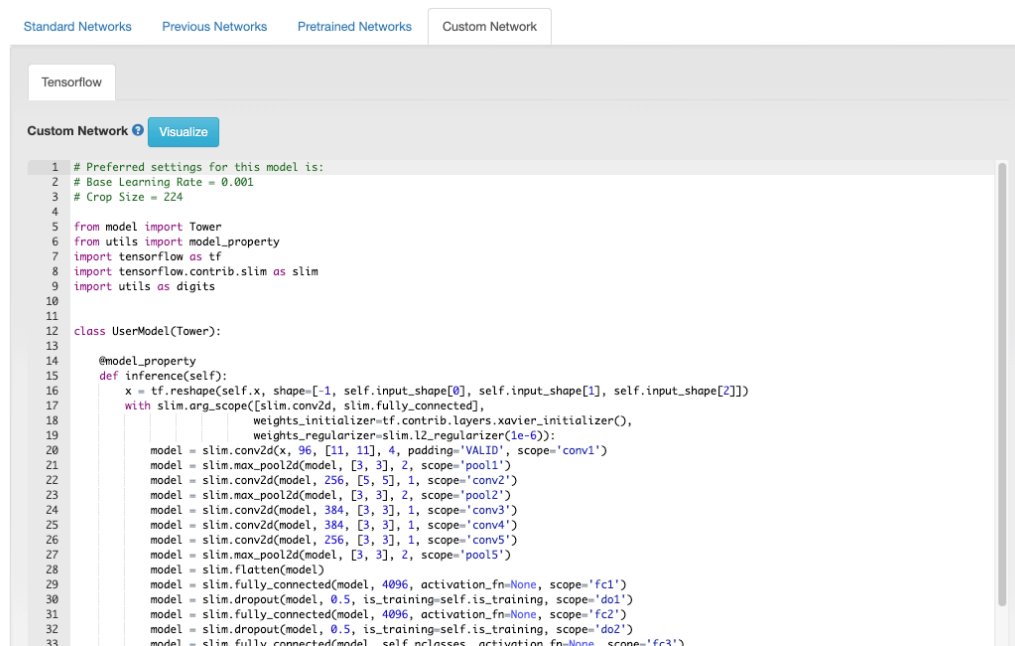 Standard Networks Previous Networks Pretrained Networks Custom Network
Tensorflow
Custom Network ? Visualize
1 # Preferred settings for this model is:
2 # Base Learning Rate = 0.001
3 # Crop Size = 224
4
5 from model import Tower
6 from utils import model_property
7 import tensorflow as tf
8 import tensorflow.contrib.slim as slim
9 import utils as digits
10
11
12 class UserModel(Tower):
13
14     @model_property
15     def inference(self):
16         x = tf.reshape(self.x, shape=[-1, self.input_shape[0], self.input_shape[1], self.input_shape[2]])
17         with slim.arg_scope([slim.conv2d, slim.fully_connected],
18                             weights_initializer=tf.contrib.layers.xavier_initializer(),
19                             weights_regularizer=slim.l2_regularizer(1e-6)):
20             model = slim.conv2d(x, 96, [11, 11], 4, padding='VALID', scope='conv1')
21             model = slim.max_pool2d(model, [3, 3], 2, scope='pool1')
22             model = slim.conv2d(model, 256, [5, 5], 1, scope='conv2')
23             model = slim.max_pool2d(model, [3, 3], 2, scope='pool2')
24             model = slim.conv2d(model, 384, [3, 3], 1, scope='conv3')
25             model = slim.conv2d(model, 384, [3, 3], 1, scope='conv4')
26             model = slim.conv2d(model, 256, [3, 3], 1, scope='conv5')
27             model = slim.max_pool2d(model, [3, 3], 2, scope='pool5')
28             model = slim.flatten(model)
29             model = slim.fully_connected(model, 4096, activation_fn=None, scope='fc1')
30             model = slim.dropout(model, 0.5, is_training=self.is_training, scope='do1')
31             model = slim.fully_connected(model, 4096, activation_fn=None, scope='fc2')
32             model = slim.dropout(model, 0.5, is_training=self.is_training, scope='do2')
33             model = slim.fully_connected(model, self.nclasses, activation_fn=None, scope='fc3')